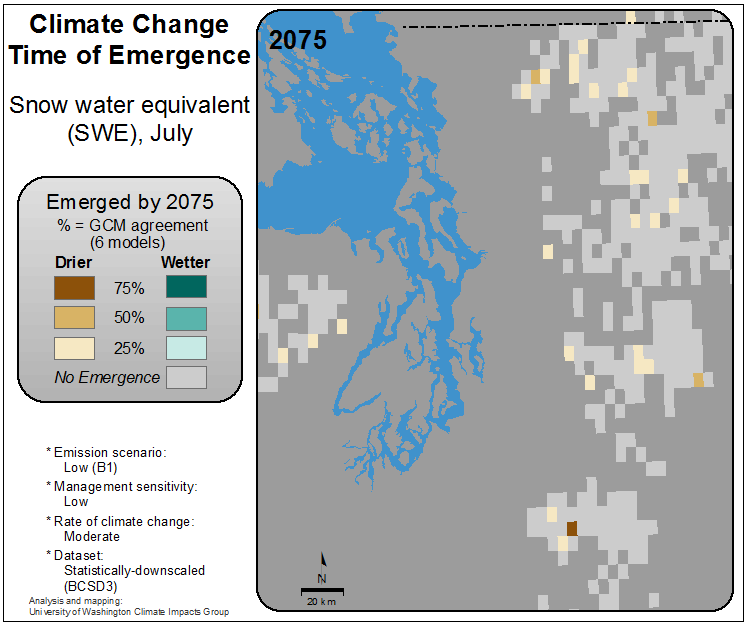 Climate Change
Time of Emergence
Snow water equivalent
(SWE), July
Emerged by 2075
% = GCM agreement
(6 models)
Drier Wetter
75%
50%
25%
No Emergence
* Emission scenario:
Low (B1)
* Management sensitivity:
Low
* Rate of climate change:
Moderate
* Dataset:
Statistically-downscaled
(BCSD3)
Analysis and mapping:
University of Washington Climate Impacts Group
2075
N
20 km